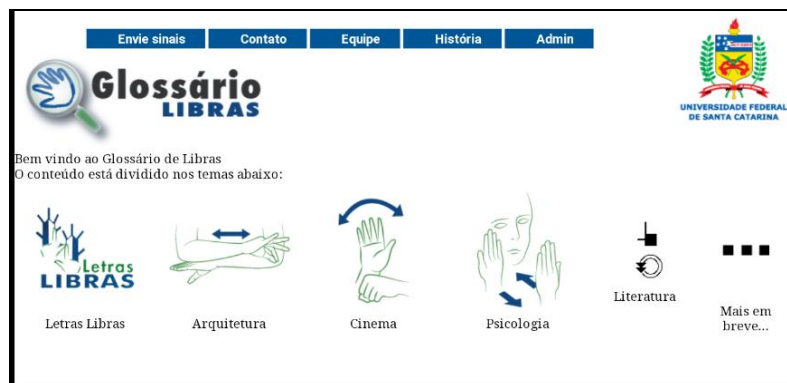 Envie sinais
Contato
Equipe
História
Admin
Glossário
LIBRAS
UNIVERSIDADE FEDERAL
DE SANTA CATARINA
Bem vindo ao Glossário de Libras
O conteúdo está dividido nos temas abaixo:
Letras
LIBRAS
Letras Libras
Arquitetura
Cinema
Psicologia
Literatura
Mais em
breve...